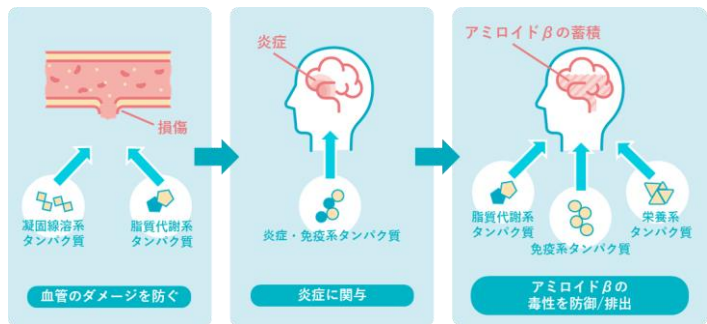 損傷
凝固線溶系
タンパク質
脂質代謝系
タンパク質
血管のダメージを防ぐ
炎症
炎症・免疫系タンパク質
炎症に関与
アミロイドβの蓄積
脂質代謝系
タンパク質
免疫系
タンパク質
栄養系
タンパク質
アミロイドβの
毒性を防御/排出